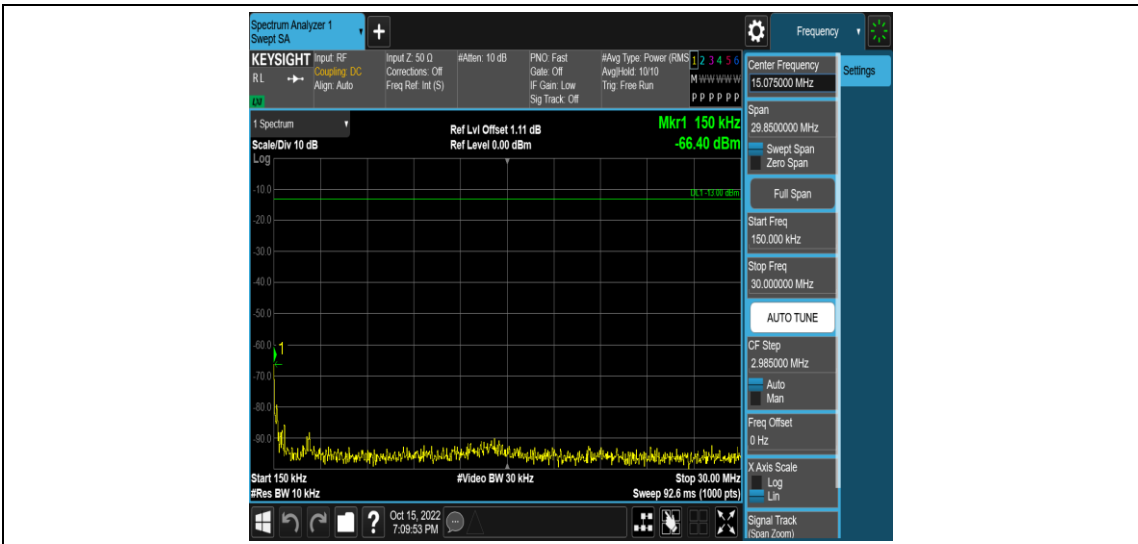 Spectrum Analyzer 1
Swept SA
+
Frequency
KEYSIGHT
RL
LXI
Input: RF
Coupling: DC
Align: Auto
Input Z: 50 Ω
Corrections: Off
Freq Ref: Int (S)
#Atten: 10 dB
PNO: Fast
Gate: Off
IF Gain: Low
Sig Track: Off
#Avg Type: Power (RMS
Avg|Hold: 10/10
Trig: Free Run
1 2 3 4 5 6
M W W W W W
P P P P P P
Center Frequency
15.075000 MHz
Settings
1 Spectrum
Scale/Div 10 dB
Log
Ref Lvl Offset 1.11 dB
Ref Level 0.00 dBm
Mkr1 150 kHz
-66.40 dBm
Span
29.8500000 MHz
Swept Span
Zero Span
Full Span
Start Freq
150.000 kHz
Stop Freq
30.000000 MHz
AUTO TUNE
CF Step
2.985000 MHz
Auto
Man
Freq Offset
0 Hz
X Axis Scale
Log
Lin
Signal Track
(Span Zoom)
-10.0
DL1 -13.00 dBm
-20.0
-30.0
-40.0
-50.0
-60.0
1
-70.0
-80.0
-90.0
Start 150 kHz
#Video BW 30 kHz
Stop 30.00 MHz
#Res BW 10 kHz
Sweep 92.6 ms (1000 pts)
?
Oct 15, 2022
7:09:53 PM